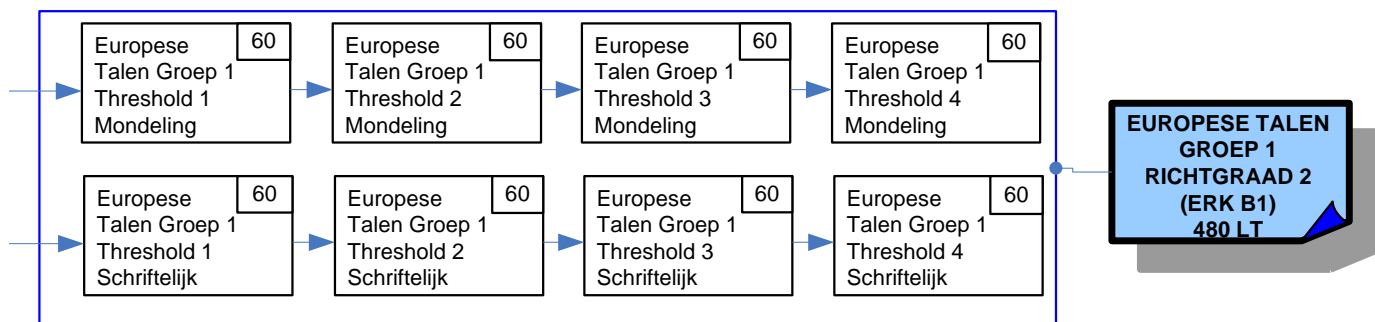 Europese
Talen Groep 1
Threshold 1
Mondeling
60
Europese
Talen Groep 1
Threshold 2
Mondeling
60
Europese
Talen Groep 1
Threshold 3
Mondeling
60
Europese
Talen Groep 1
Threshold 4
Mondeling
60
Europese
Talen Groep 1
Threshold 1
Schriftelijk
60
Europese
Talen Groep 1
Threshold 2
Schriftelijk
60
Europese
Talen Groep 1
Threshold 3
Schriftelijk
60
Europese
Talen Groep 1
Threshold 4
Schriftelijk
60
EUROPESE TALEN
GROEP 1
RICHTGRAAD 2
(ERK B1)
480 LT